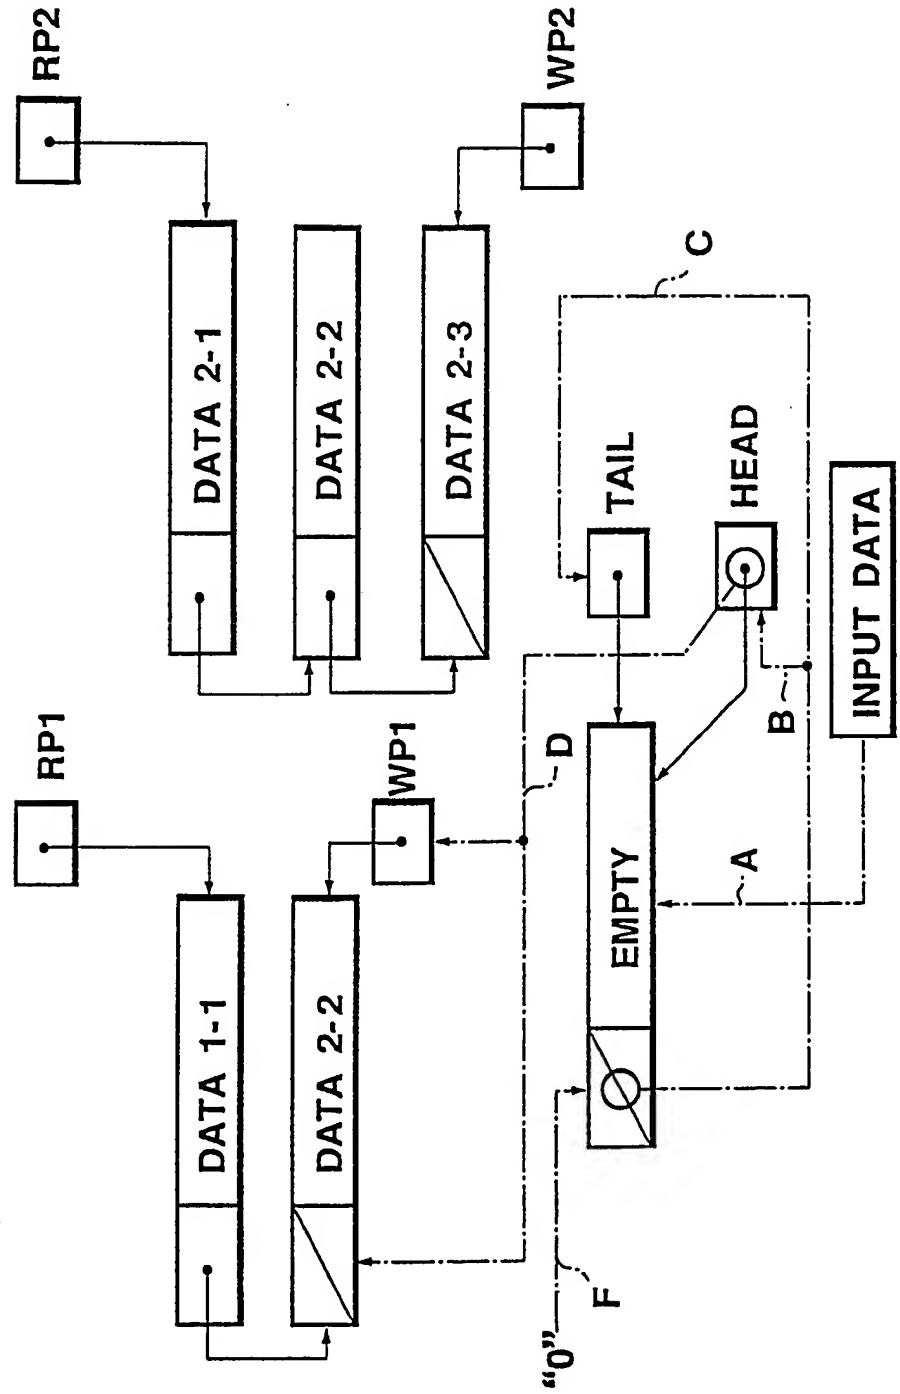 RP1
RP2
DATA 1-1
DATA 2-1
DATA 2-2
DATA 2-2
WP1
DATA 2-3
WP2
D
C
"0"
F
EMPTY
TAIL
A
B
HEAD
INPUT DATA